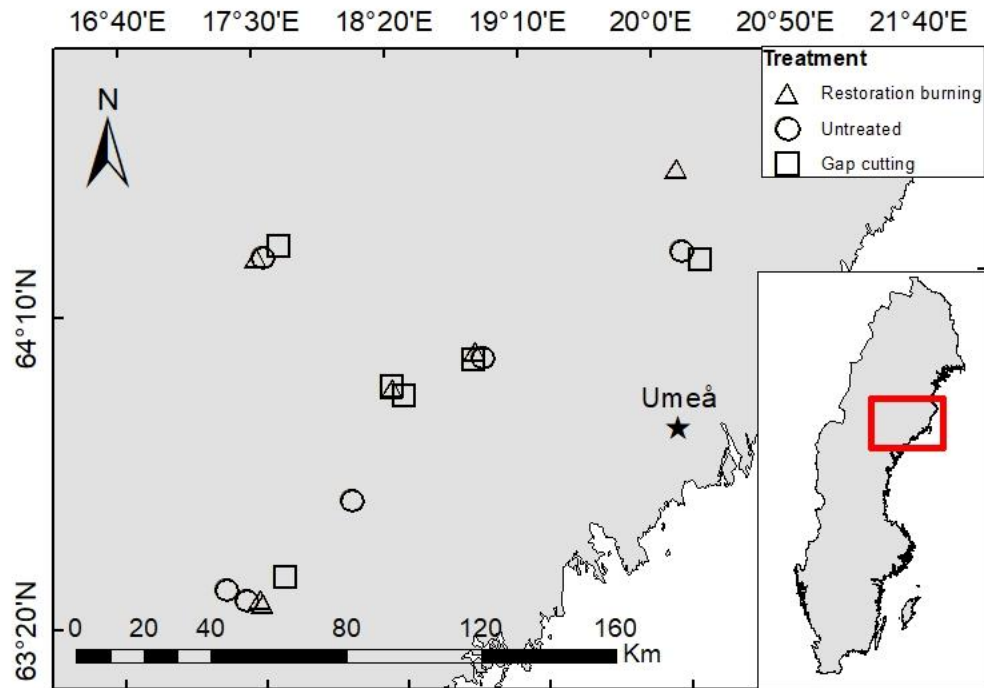 16°40'E 17°30'E 18°20'E 19°10'E 20°0'E 20°50'E 21°40'E
Treatment
Restoration burning
Untreated
Gap cutting
N
64°10'N
Umeå
63°20'N
0 20 40 80 120 160
Km